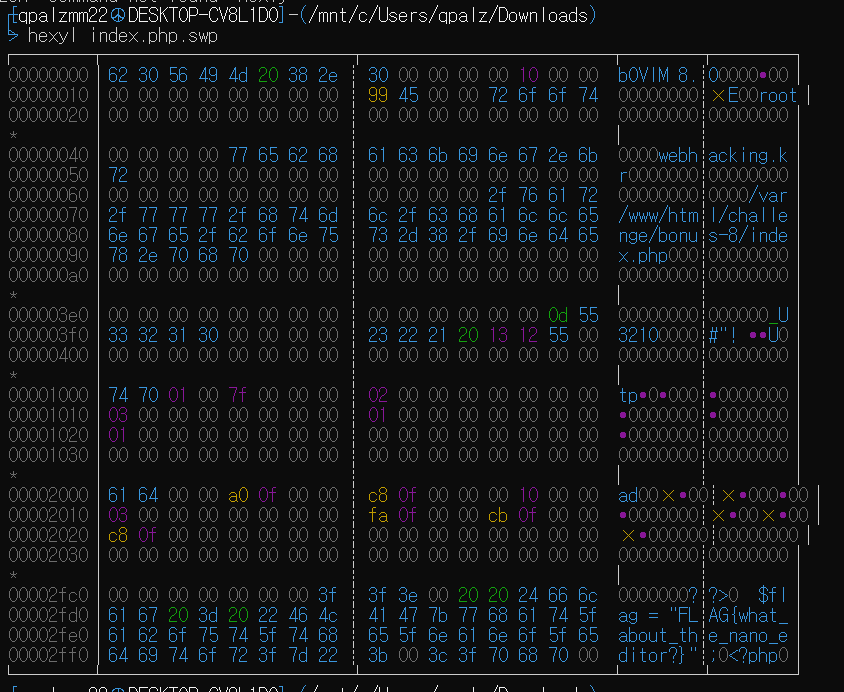 ┌[qpalzmm22☮DESKTOP-CV8L1DO]-(/mnt/c/Users/qpalz/Downloads)
└> hexyl index.php.swp
00000000 62 30 56 49 4d 20 38 2e 30 00 00 00 00 10 00 00 b0VIM 8. 00000•00
00000010 00 00 00 00 00 00 00 00 99 45 00 00 72 6f 6f 74 00000000 ×E00root
00000020 00 00 00 00 00 00 00 00 00 00 00 00 00 00 00 00 00000000 00000000
*
00000040 00 00 00 00 77 65 62 68 61 63 6b 69 6e 67 2e 6b 0000webh acking.k
00000050 72 00 00 00 00 00 00 00 00 00 00 00 00 00 00 00 r0000000 00000000
00000060 00 00 00 00 00 00 00 00 00 00 00 00 2f 76 61 72 00000000 0000/var
00000070 2f 77 77 77 2f 68 74 6d 6c 2f 63 68 61 6c 6c 65 /www/htm l/challe
00000080 6e 67 65 2f 62 6f 6e 75 73 2d 38 2f 69 6e 64 65 nge/bonu s-8/inde
00000090 78 2e 70 68 70 00 00 00 00 00 00 00 00 00 00 00 x.php000 00000000
000000a0 00 00 00 00 00 00 00 00 00 00 00 00 00 00 00 00 00000000 00000000
*
000003e0 00 00 00 00 00 00 00 00 00 00 00 00 00 00 0d 55 00000000 000000_U
000003f0 33 32 31 30 00 00 00 00 23 22 21 20 13 12 55 00 32100000 #"! ••U0
00000400 00 00 00 00 00 00 00 00 00 00 00 00 00 00 00 00 00000000 00000000
*
00001000 74 70 01 00 7f 00 00 00 02 00 00 00 00 00 00 00 tp•0•000 •0000000
00001010 03 00 00 00 00 00 00 00 01 00 00 00 00 00 00 00 •0000000 •0000000
00001020 01 00 00 00 00 00 00 00 00 00 00 00 00 00 00 00 •0000000 00000000
00001030 00 00 00 00 00 00 00 00 00 00 00 00 00 00 00 00 00000000 00000000
*
00002000 61 64 00 00 a0 0f 00 00 c8 0f 00 00 00 10 00 00 ad00×•00 ×•000•00
00002010 03 00 00 00 00 00 00 00 fa 0f 00 00 cb 0f 00 00 •0000000 ×•00×•00
00002020 c8 0f 00 00 00 00 00 00 00 00 00 00 00 00 00 00 ×•000000 00000000
00002030 00 00 00 00 00 00 00 00 00 00 00 00 00 00 00 00 00000000 00000000
*
00002fc0 00 00 00 00 00 00 00 3f 3f 3e 00 20 20 24 66 6c 0000000? ?>0  $fl
00002fd0 61 67 20 3d 20 22 46 4c 41 47 7b 77 68 61 74 5f ag = "FL AG{what_
00002fe0 61 62 6f 75 74 5f 74 68 65 5f 6e 61 6e 6f 5f 65 about_th e_nano_e
00002ff0 64 69 74 6f 72 3f 7d 22 3b 00 3c 3f 70 68 70 00 ditor?}" ;0<?php0